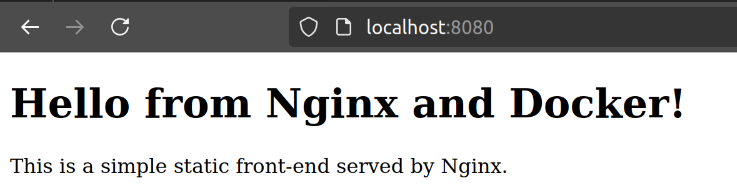 localhost:8080
Hello from Nginx and Docker!
This is a simple static front-end served by Nginx.